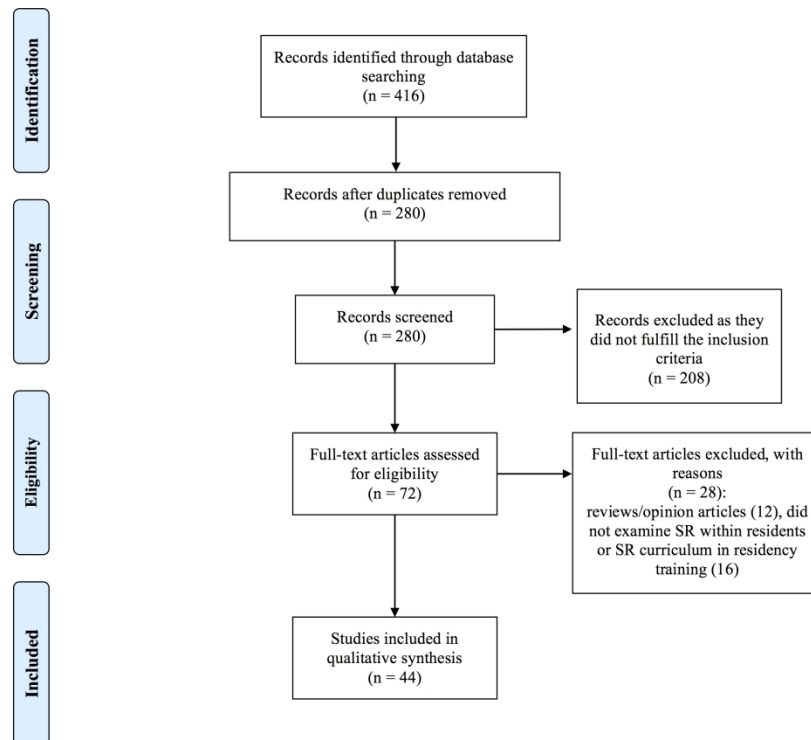 Identification
Records identified through database
searching
(n = 416)
Records after duplicates removed
(n = 280)
Screening
Records screened
(n = 280)
Records excluded as they
did not fulfill the inclusion
criteria
(n = 208)
Eligibility
Full-text articles assessed
for eligibility
(n = 72)
Full-text articles excluded, with
reasons
(n = 28):
reviews/opinion articles (12), did
not examine SR within residents
or SR curriculum in residency
training (16)
Included
Studies included in
qualitative synthesis
(n = 44)